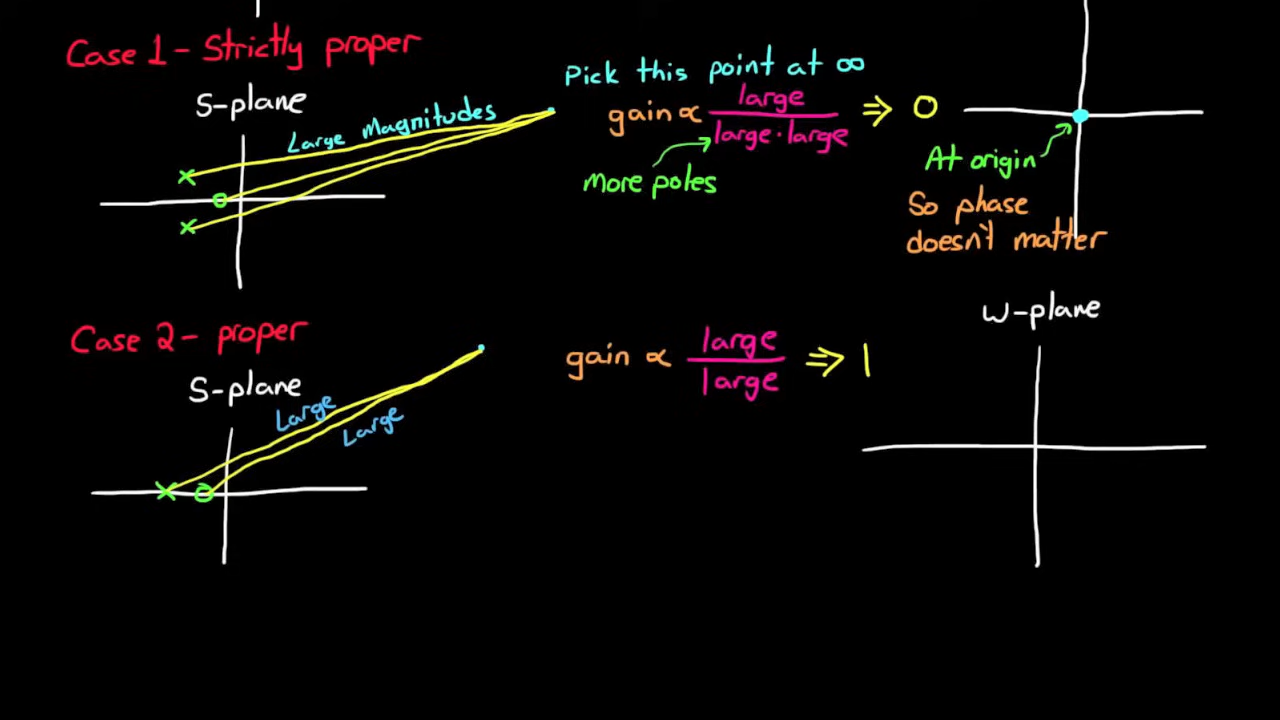 Case 1 - Strictly proper
S-plane
Large Magnitudes
Pick this point at ∞
gain ∝ large / large · large ⇒ 0
More poles
At origin
So phase
doesn't matter
Case 2 - proper
S-plane
Large
Large
gain ∝ large / large ⇒ 1
w-plane